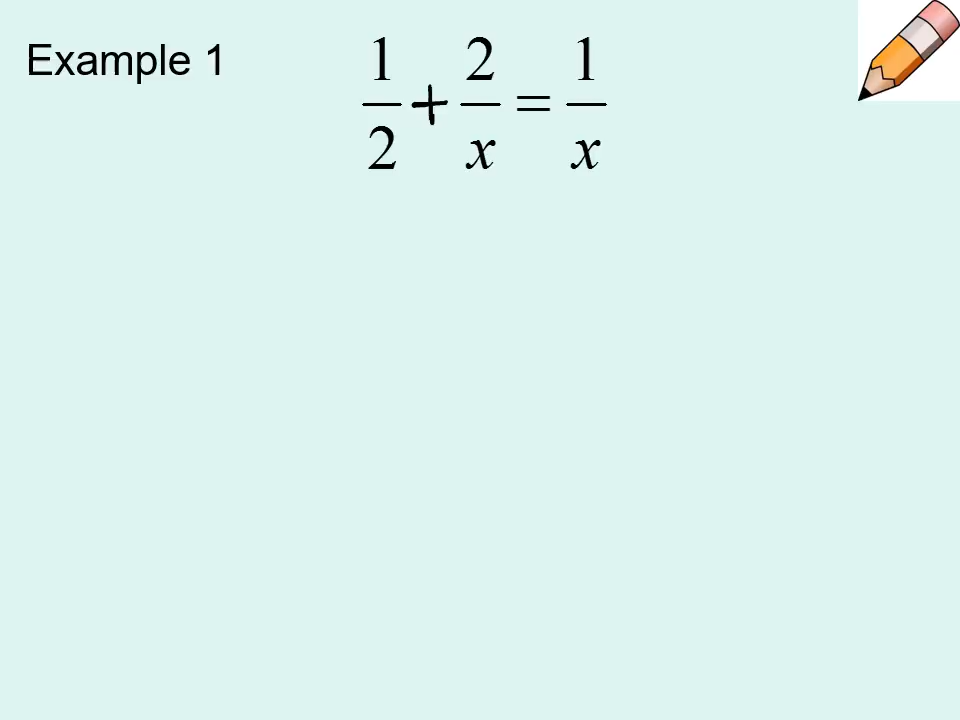 Example 1
1/2 + 2/x = 1/x